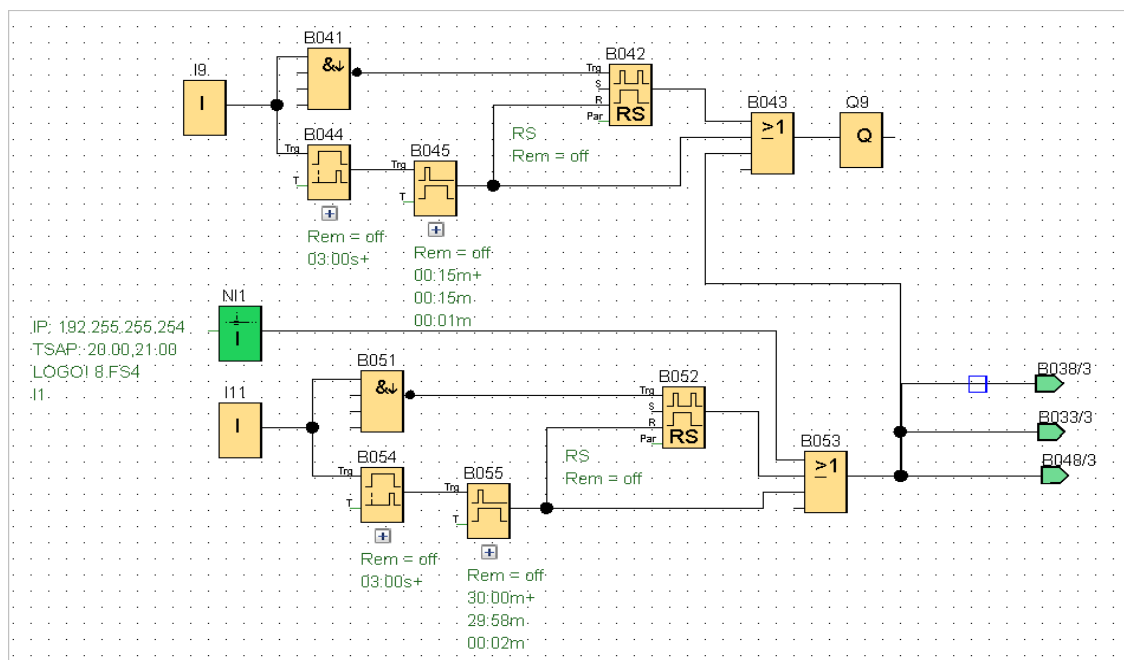 B041
.I9.
&↓
I
B042
Trg
S
R
Par
RS
RS
Rem = off
B043
≥1
Q9
Q
B044
Trg
T
Rem = off
03:00s+
B045
Trg
T
Rem = off
00:15m+
00:15m
00:01m
NI1
I
IP: 192.255.255.254
TSAP: 20.00,21.00
LOGO! 8.FS4
I1
B051
&↓
I11
I
B052
Trg
S
R
Par
RS
RS
Rem = off
B053
≥1
B038/3
B033/3
B048/3
B054
Trg
T
Rem = off
03:00s+
B055
Trg
T
Rem = off
30:00m+
29:58m
00:02m